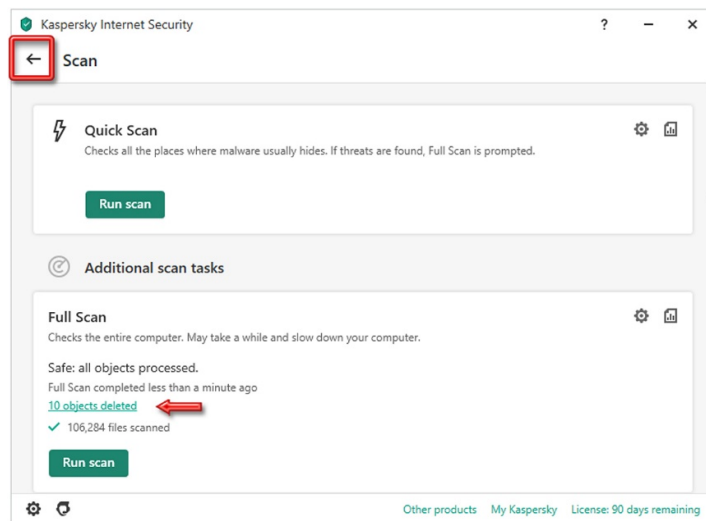 Kaspersky Internet Security
?
Scan
Quick Scan
Checks all the places where malware usually hides. If threats are found, Full Scan is prompted.
Run scan
Additional scan tasks
Full Scan
Checks the entire computer. May take a while and slow down your computer.
Safe: all objects processed.
Full Scan completed less than a minute ago
10 objects deleted
106,284 files scanned
Run scan
Other products My Kaspersky License: 90 days remaining